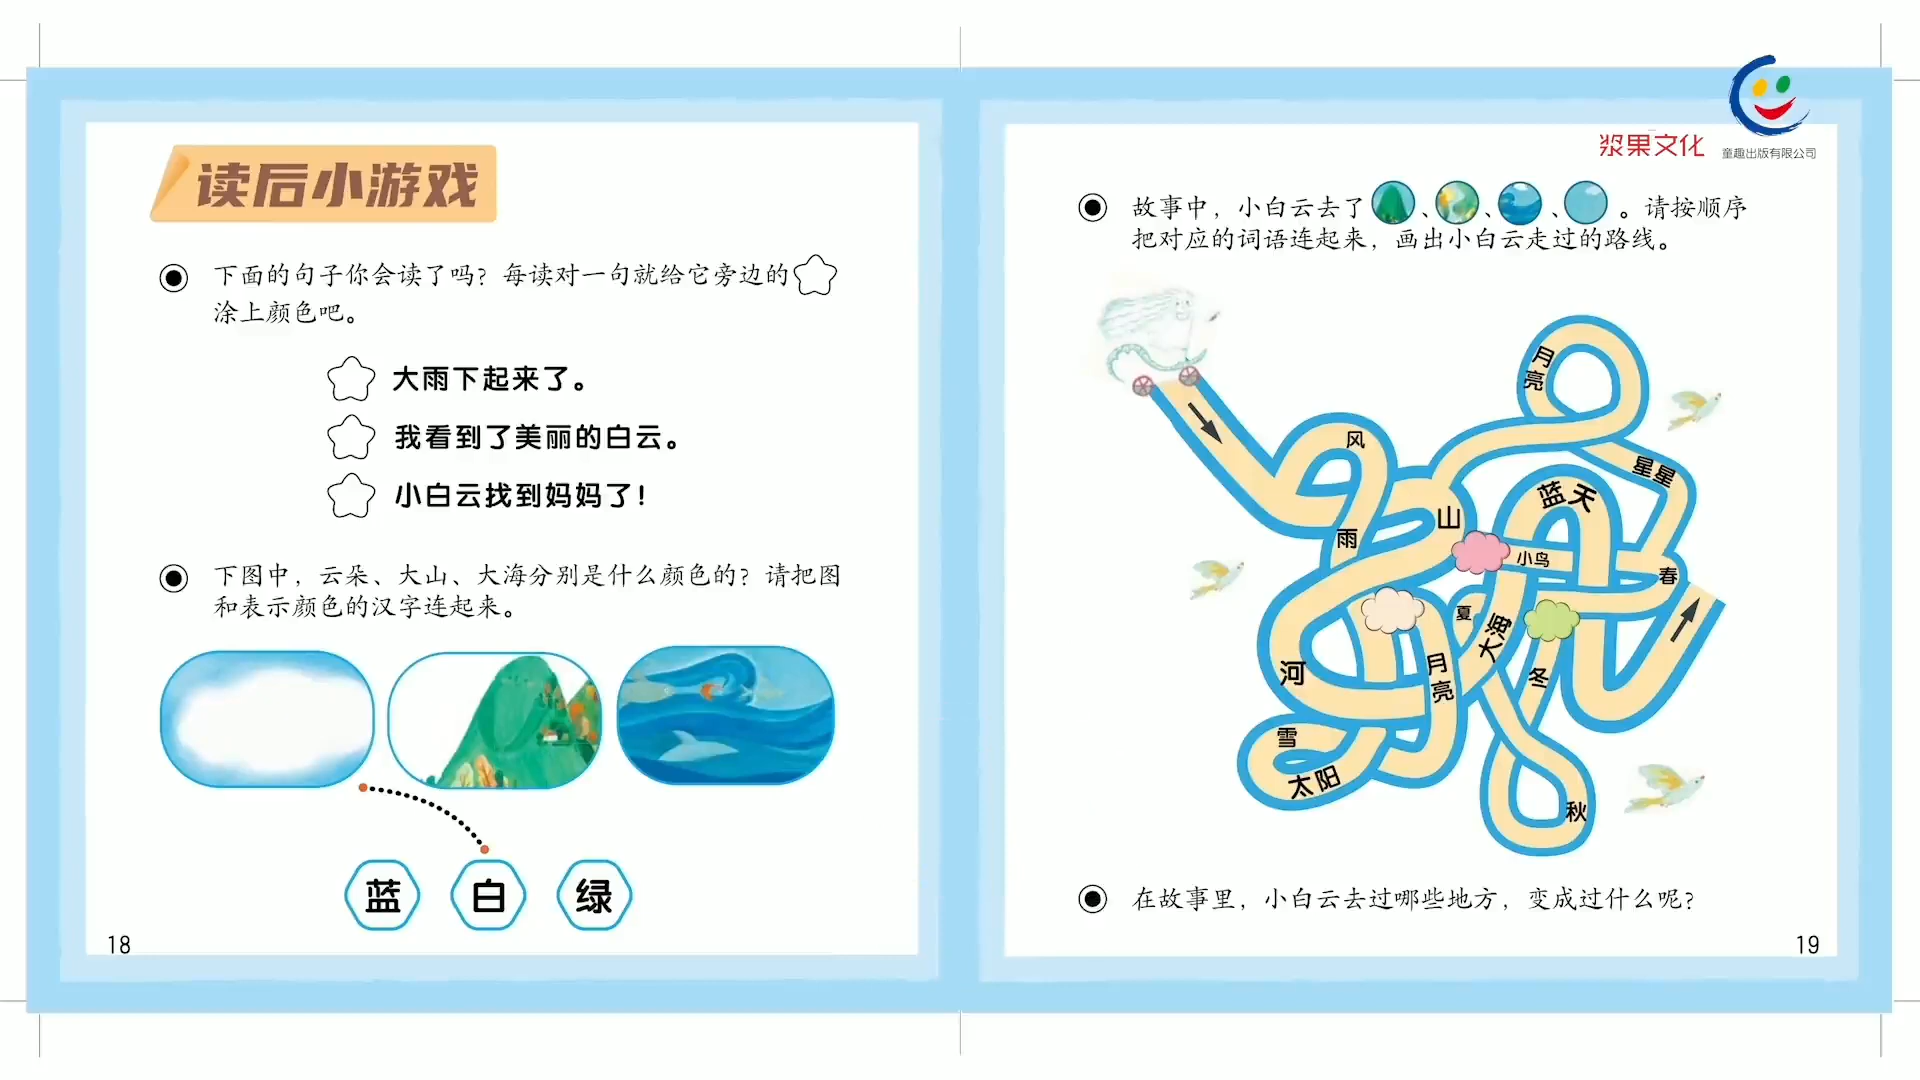 读后小游戏
下面的句子你会读了吗？每读对一句就给它旁边的
涂上颜色吧。
大雨下起来了。
我看到了美丽的白云。
小白云找到妈妈了！
下图中，云朵、大山、大海分别是什么颜色的？请把图
和表示颜色的汉字连起来。
蓝
白
绿
18
浆果文化
童趣出版有限公司
故事中，小白云去了 、 、 、 。请按顺序
把对应的词语连起来，画出小白云走过的路线。
月亮
风
星星
蓝天
山
雨
小鸟
春
夏
大海
河
月亮
冬
雪
太阳
秋
在故事里，小白云去过哪些地方，变成过什么呢？
19